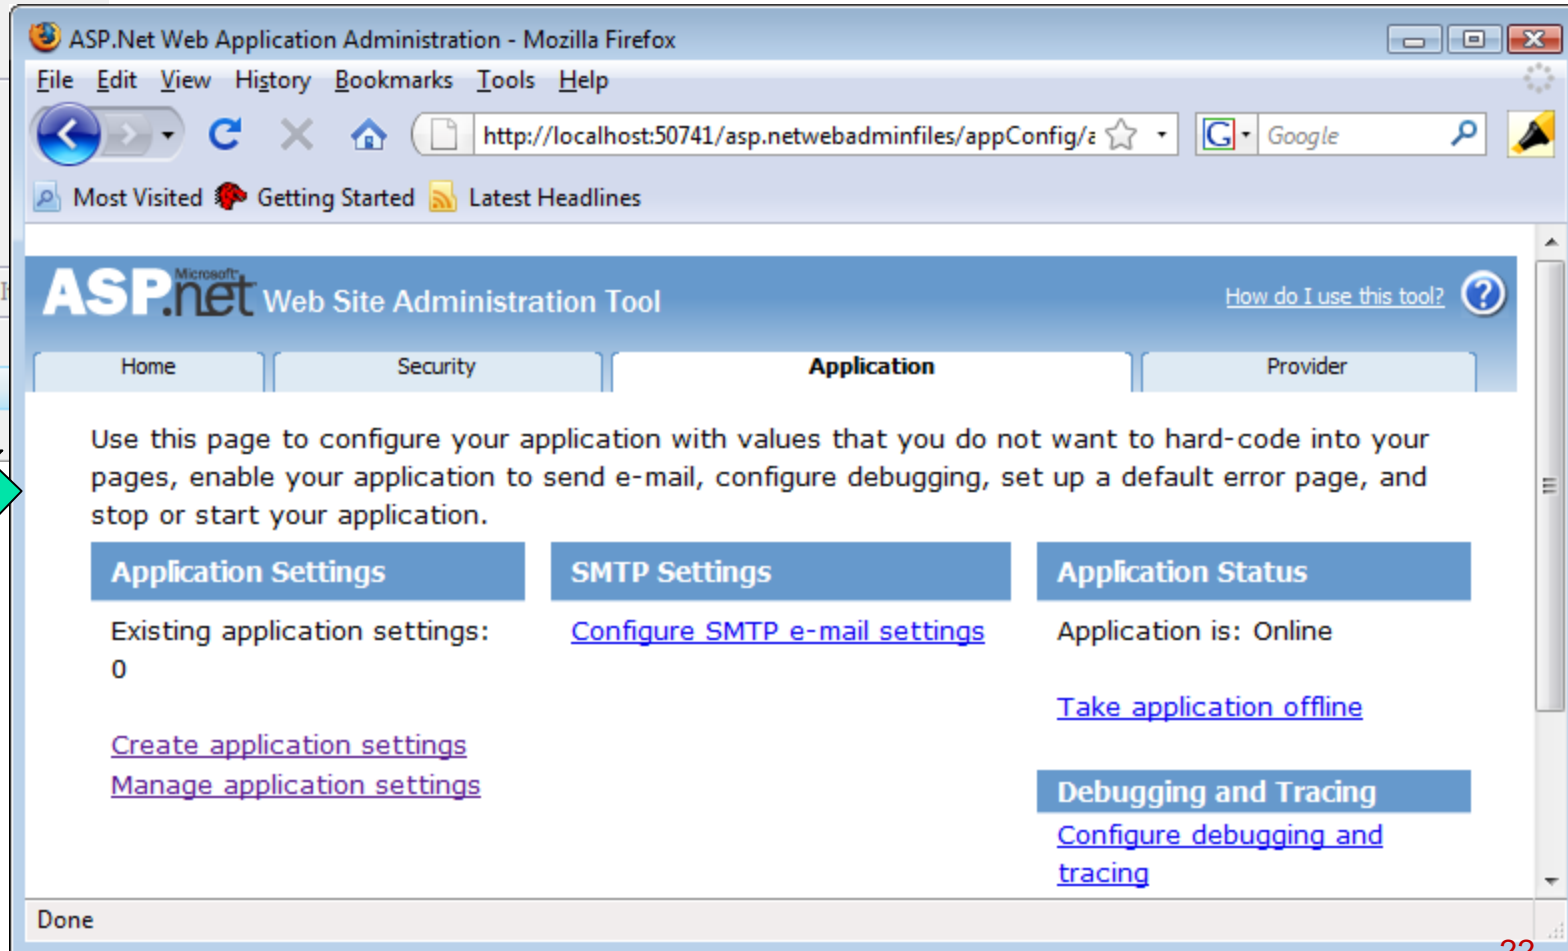 ASP.Net Web Application Administration - Mozilla Firefox
File Edit View History Bookmarks Tools Help
http://localhost:50741/asp.netwebadminfiles/appConfig/a
G Google
Most Visited Getting Started Latest Headlines
ASP.net Microsoft Web Site Administration Tool How do I use this tool? ?
Home Security Application Provider
Use this page to configure your application with values that you do not want to hard-code into your
pages, enable your application to send e-mail, configure debugging, set up a default error page, and
stop or start your application.
Application Settings SMTP Settings Application Status
Existing application settings: Configure SMTP e-mail settings Application is: Online
0
Take application offline
Create application settings
Manage application settings
Debugging and Tracing
Configure debugging and
tracing
Done